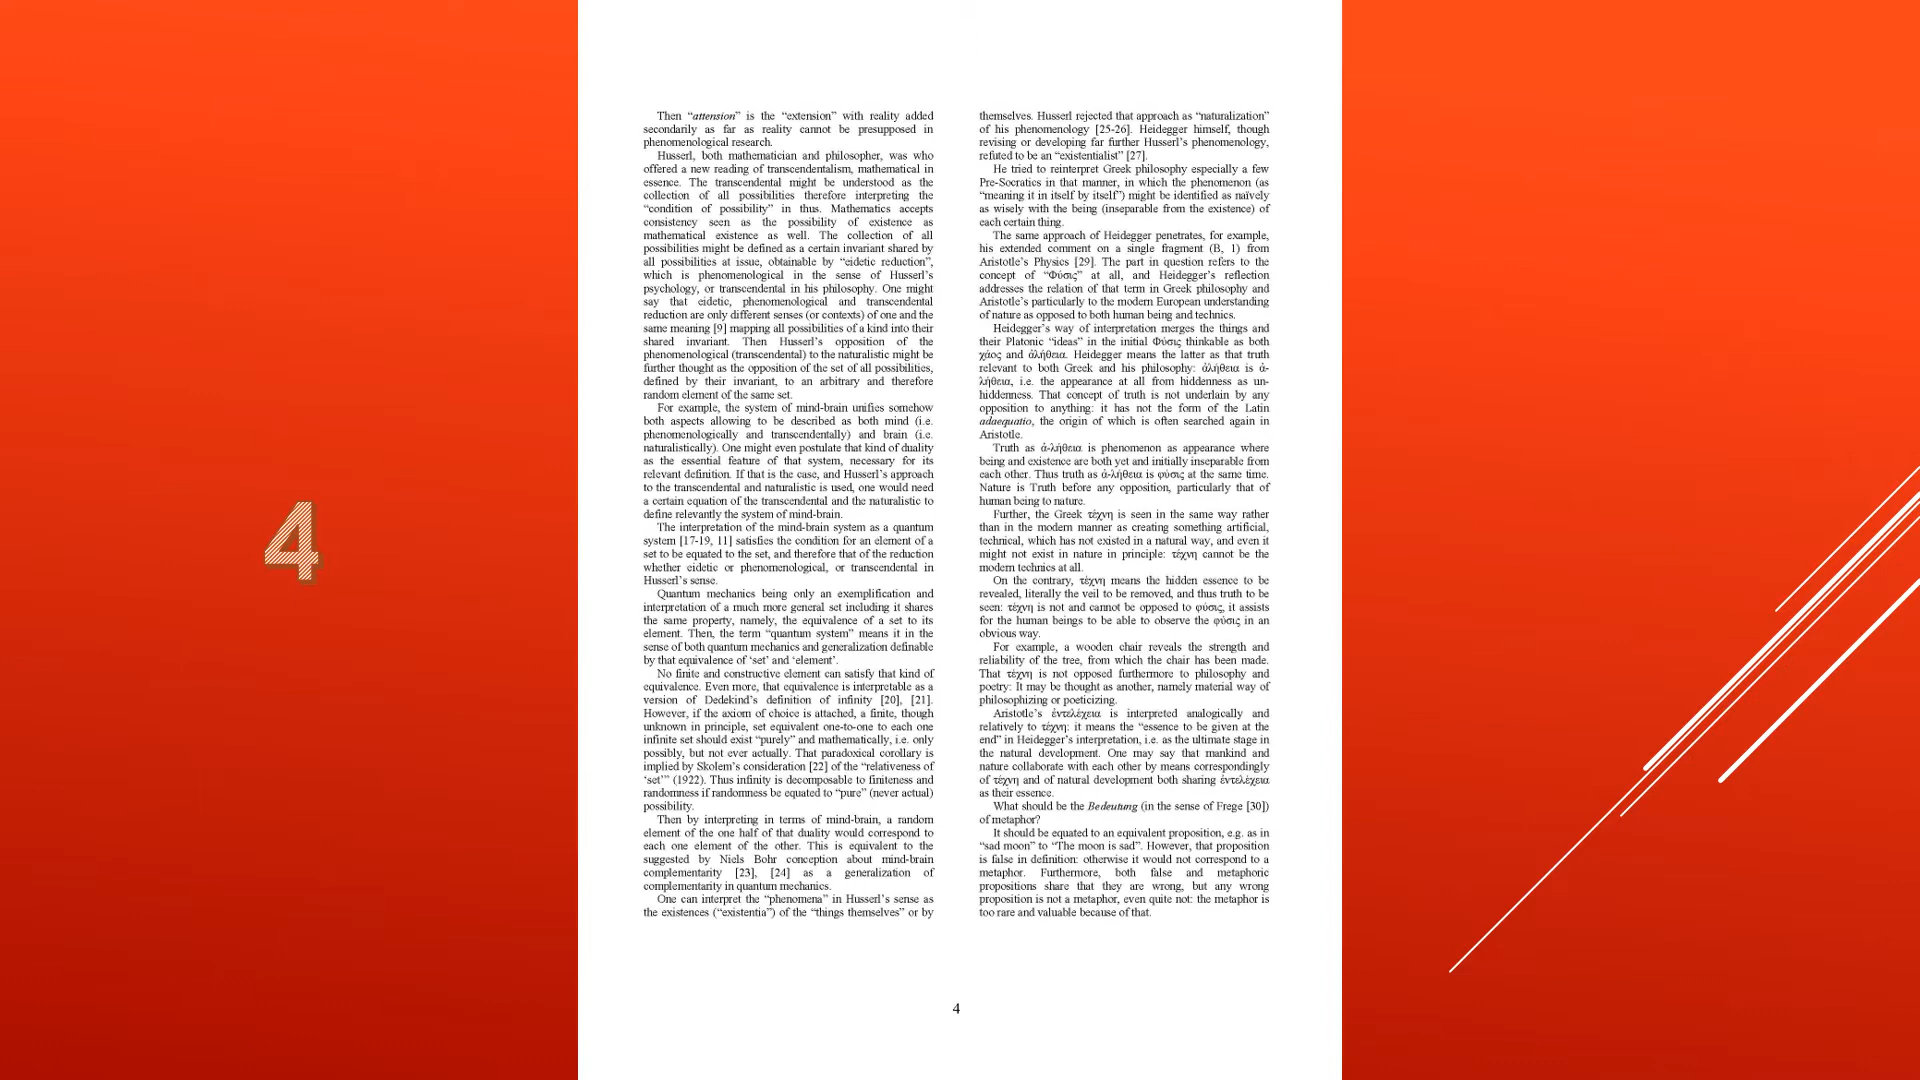 4
Then “attension” is the “extension” with reality added
secondarily as far as reality cannot be presupposed in
phenomenological research.
Husserl, both mathematician and philosopher, was who
offered a new reading of transcendentalism, mathematical in
essence. The transcendental might be understood as the
collection of all possibilities therefore interpreting the
“condition of possibility” in thus. Mathematics accepts
consistency seen as the possibility of existence as
mathematical existence as well. The collection of all
possibilities might be defined as a certain invariant shared by
all possibilities at issue, obtainable by “eidetic reduction”,
which is phenomenological in the sense of Husserl’s
psychology, or transcendental in his philosophy. One might
say that eidetic, phenomenological and transcendental
reduction are only different senses (or contexts) of one and the
same meaning [9] mapping all possibilities of a kind into their
shared invariant. Then Husserl’s opposition of the
phenomenological (transcendental) to the naturalistic might be
further thought as the opposition of the set of all possibilities,
defined by their invariant, to an arbitrary and therefore
random element of the same set.
For example, the system of mind-brain unifies somehow
both aspects allowing to be described as both mind (i.e.
phenomenologically and transcendentally) and brain (i.e.
naturalistically). One might even postulate that kind of duality
as the essential feature of that system, necessary for its
relevant definition. If that is the case, and Husserl’s approach
to the transcendental and naturalistic is used, one would need
a certain equation of the transcendental and the naturalistic to
define relevantly the system of mind-brain.
The interpretation of the mind-brain system as a quantum
system [17-19, 11] satisfies the condition for an element of a
set to be equated to the set, and therefore that of the reduction
whether eidetic or phenomenological, or transcendental in
Husserl’s sense.
Quantum mechanics being only an exemplification and
interpretation of a much more general set including it shares
the same property, namely, the equivalence of a set to its
element. Then, the term “quantum system” means it in the
sense of both quantum mechanics and generalization definable
by that equivalence of ‘set’ and ‘element’.
No finite and constructive element can satisfy that kind of
equivalence. Even more, that equivalence is interpretable as a
version of Dedekind’s definition of infinity [20], [21].
However, if the axiom of choice is attached, a finite, though
unknown in principle, set equivalent one-to-one to each one
infinite set should exist “purely” and mathematically, i.e. only
possibly, but not ever actually. That paradoxical corollary is
implied by Skolem’s consideration [22] of the “relativeness of
‘set’” (1922). Thus infinity is decomposable to finiteness and
randomness if randomness be equated to “pure” (never actual)
possibility.
Then by interpreting in terms of mind-brain, a random
element of the one half of that duality would correspond to
each one element of the other. This is equivalent to the
suggested by Niels Bohr conception about mind-brain
complementarity [23], [24] as a generalization of
complementarity in quantum mechanics.
One can interpret the “phenomena” in Husserl’s sense as
the existences (“existentia”) of the “things themselves” or by
themselves. Husserl rejected that approach as “naturalization”
of his phenomenology [25-26]. Heidegger himself, though
revising or developing far further Husserl’s phenomenology,
refuted to be an “existentialist” [27].
He tried to reinterpret Greek philosophy especially a few
Pre-Socratics in that manner, in which the phenomenon (as
“meaning it in itself by itself”) might be identified as naïvely
as wisely with the being (inseparable from the existence) of
each certain thing.
The same approach of Heidegger penetrates, for example,
his extended comment on a single fragment (B, 1) from
Aristotle’s Physics [29]. The part in question refers to the
concept of “Φύσις” at all, and Heidegger’s reflection
addresses the relation of that term in Greek philosophy and
Aristotle’s particularly to the modern European understanding
of nature as opposed to both human being and technics.
Heidegger’s way of interpretation merges the things and
their Platonic “ideas” in the initial Φύσις thinkable as both
χάος and ἀλήθεια. Heidegger means the latter as that truth
relevant to both Greek and his philosophy: ἀλήθεια is ἀ-
λήθεια, i.e. the appearance at all from hiddenness as un-
hiddenness. That concept of truth is not underlain by any
opposition to anything: it has not the form of the Latin
adaequatio, the origin of which is often searched again in
Aristotle.
Truth as ἀ-λήθεια is phenomenon as appearance where
being and existence are both yet and initially inseparable from
each other. Thus truth as ἀ-λήθεια is φύσις at the same time.
Nature is Truth before any opposition, particularly that of
human being to nature.
Further, the Greek τέχνη is seen in the same way rather
than in the modern manner as creating something artificial,
technical, which has not existed in a natural way, and even it
might not exist in nature in principle: τέχνη cannot be the
modern technics at all.
On the contrary, τέχνη means the hidden essence to be
revealed, literally the veil to be removed, and thus truth to be
seen: τέχνη is not and cannot be opposed to φύσις, it assists
for the human beings to be able to observe the φύσις in an
obvious way.
For example, a wooden chair reveals the strength and
reliability of the tree, from which the chair has been made.
That τέχνη is not opposed furthermore to philosophy and
poetry: It may be thought as another, namely material way of
philosophizing or poeticizing.
Aristotle’s ἐντελέχεια is interpreted analogically and
relatively to τέχνη: it means the “essence to be given at the
end” in Heidegger’s interpretation, i.e. as the ultimate stage in
the natural development. One may say that mankind and
nature collaborate with each other by means correspondingly
of τέχνη and of natural development both sharing ἐντελέχεια
as their essence.
What should be the Bedeutung (in the sense of Frege [30])
of metaphor?
It should be equated to an equivalent proposition, e.g. as in
“sad moon” to “The moon is sad”. However, that proposition
is false in definition: otherwise it would not correspond to a
metaphor. Furthermore, both false and metaphoric
propositions share that they are wrong, but any wrong
proposition is not a metaphor, even quite not: the metaphor is
too rare and valuable because of that.
4